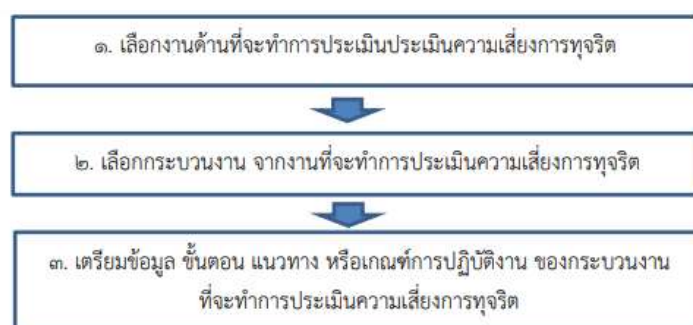 ๑. เลือกงานด้านที่จะทำการประเมินประเมินความเสี่ยงการทุจริต
๒. เลือกกระบวนงาน จากงานที่จะทำการประเมินความเสี่ยงการทุจริต
๓. เตรียมข้อมูล ขั้นตอน แนวทาง หรือเกณฑ์การปฏิบัติงาน ของกระบวนงาน
ที่จะทำการประเมินความเสี่ยงการทุจริต